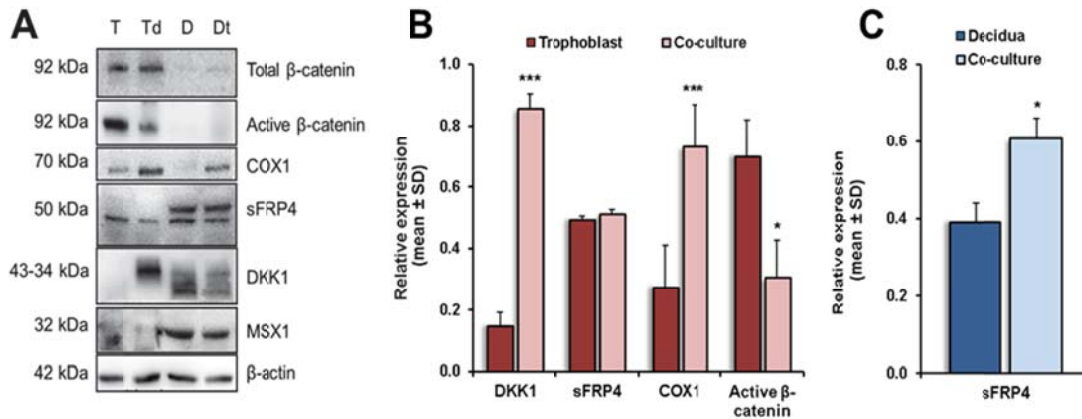 A
T Td D Dt
92 kDa Total β-catenin
92 kDa Active β-catenin
70 kDa COX1
50 kDa sFRP4
43-34 kDa DKK1
32 kDa MSX1
42 kDa β-actin
B
Trophoblast Co-culture
Relative expression
(mean ± SD)
1.0
0.8
0.6
0.4
0.2
***
***
*
DKK1 sFRP4 COX1 Active β-
catenin
C
Decidua
Co-culture
Relative expression
(mean ± SD)
0.8
0.6
0.4
0.2
0
*
sFRP4